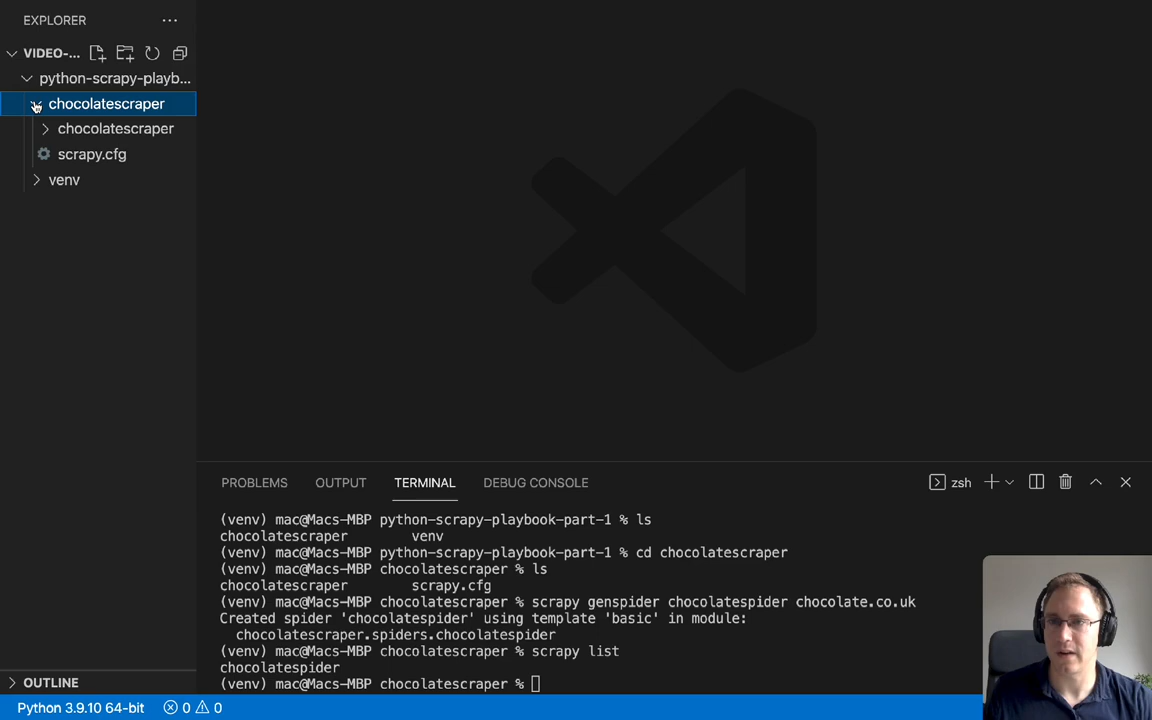 EXPLORER
VIDEO-...
python-scrapy-playb...
chocolatescraper
chocolatescraper
scrapy.cfg
venv
OUTLINE
PROBLEMS OUTPUT TERMINAL DEBUG CONSOLE zsh
(venv) mac@Macs-MBP python-scrapy-playbook-part-1 % ls
chocolatescraper venv
(venv) mac@Macs-MBP python-scrapy-playbook-part-1 % cd chocolatescraper
(venv) mac@Macs-MBP chocolatescraper % ls
chocolatescraper scrapy.cfg
(venv) mac@Macs-MBP chocolatescraper % scrapy genspider chocolatespider chocolate.co.uk
Created spider 'chocolatespider' using template 'basic' in module:
chocolatescraper.spiders.chocolatespider
(venv) mac@Macs-MBP chocolatescraper % scrapy list
chocolatespider
(venv) mac@Macs-MBP chocolatescraper %
Python 3.9.10 64-bit 0 0